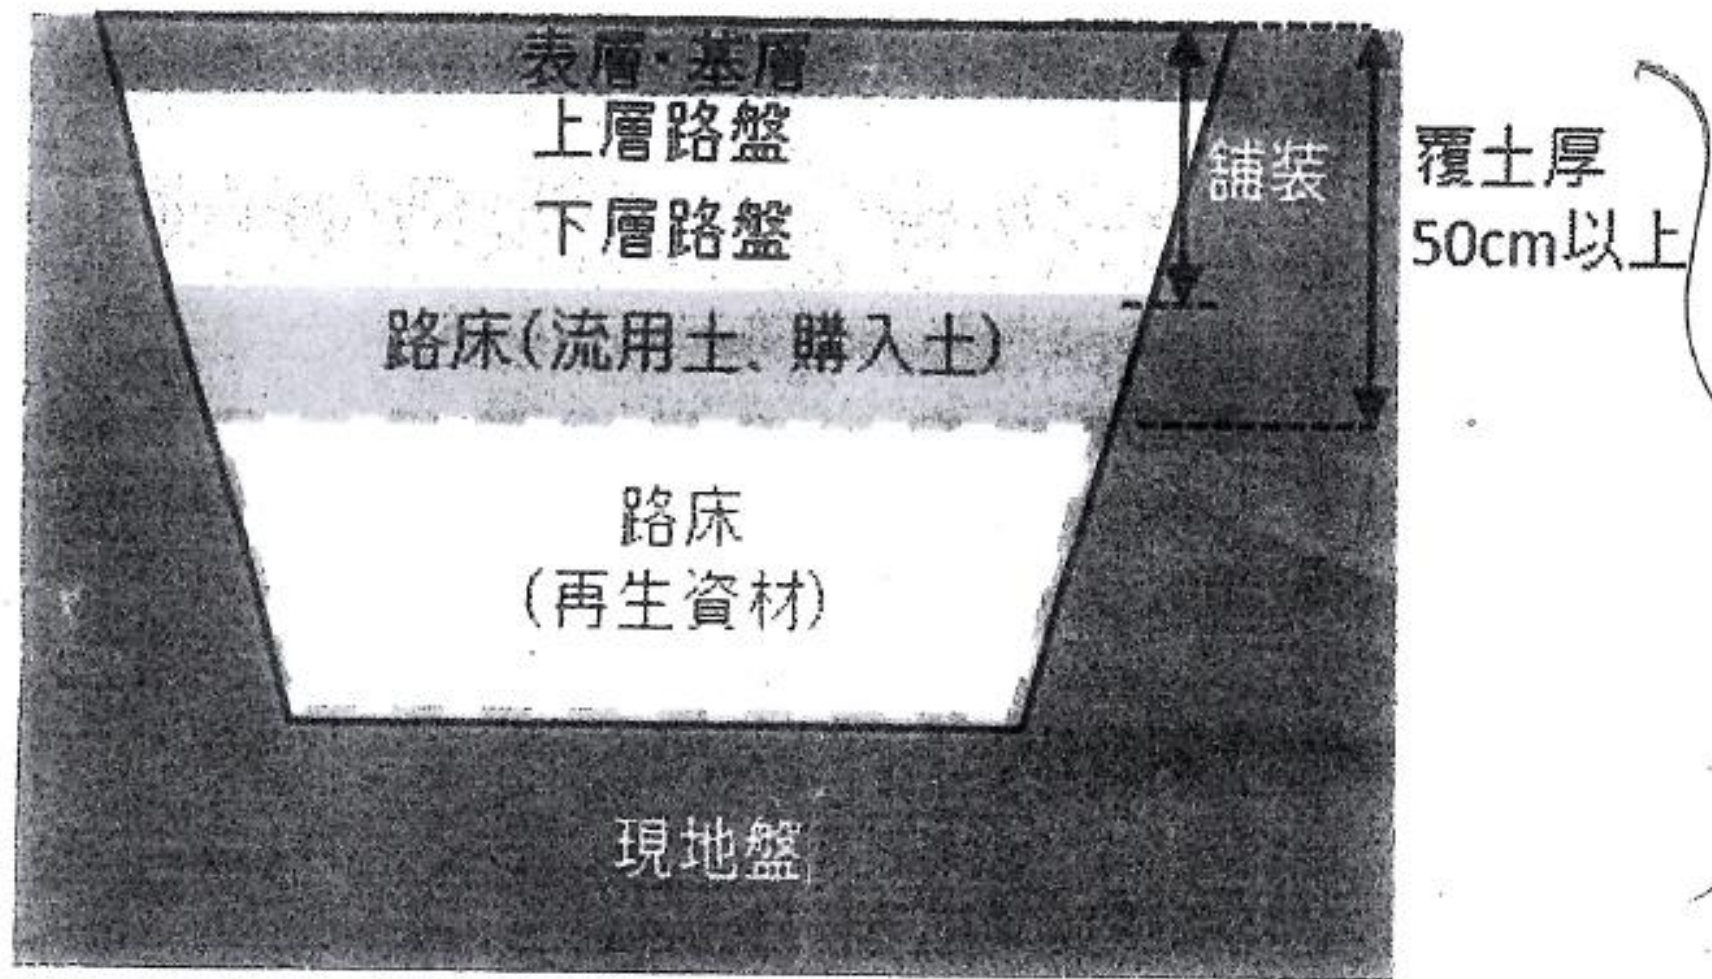 表層・基層
上層路盤
舗装
覆土厚
50cm以上
下層路盤
路床(流用土、購入土)
路床
(再生資材)
現地盤